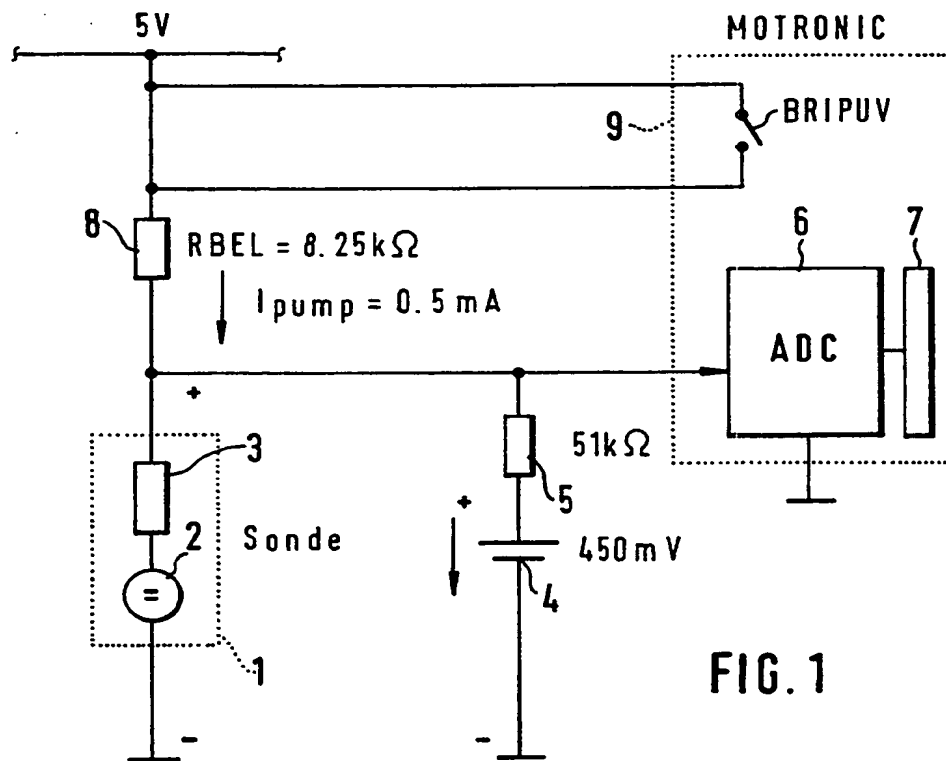 5V
MOTRONIC
9
BRIPUV
8
RBEL = 8.25kΩ
6
7
Ipump = 0.5mA
ADC
+
3
51kΩ
5
+
2
Sonde
450mV
4
=
1
FIG. 1
-
-